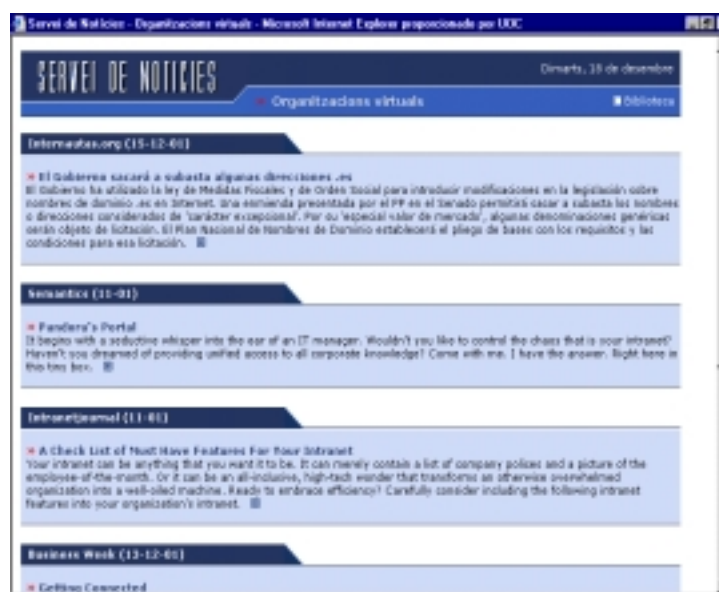 Servei de Notícies - Organitzacions virtuals - Microsoft Internet Explorer proporcionado por UOC
SERVEI DE NOTICIES
Dimarts, 18 de desembre
Organitzacions virtuals
Biblioteca
Internautas.org (15-12-01)
El Gobierno sacará a subasta algunas direcciones .es
El Gobierno ha utilizado la ley de Medidas Fiscales y de Orden Social para introducir modificaciones en la legislación sobre
nombres de dominio .es en Internet. Una enmienda presentada por el PP en el Senado permitirá sacar a subasta los nombres
o direcciones considerados de 'carácter excepcional'. Por su 'especial valor de mercado', algunas denominaciones genéricas
serán objeto de licitación. El Plan Nacional de Nombres de Dominio establecerá el pliego de bases con los requisitos y las
condiciones para esa licitación.
Semantics (11-01)
Pandora's Portal
It begins with a seductive whisper into the ear of an IT manager. Wouldn't you like to control the chaos that is your intranet?
Haven't you dreamed of providing unified access to all corporate knowledge? Come with me. I have the answer. Right here in
this tiny box.
Intranetjournal (11-01)
A Check List of Must Have Features For Your Intranet
Your intranet can be anything that you want it to be. It can merely contain a list of company polices and a picture of the
employee-of-the-month. Or it can be an all-inclusive, high-tech wonder that transforms an otherwise overwhelmed
organization into a well-oiled machine. Ready to embrace efficiency? Carefully consider including the following intranet
features into your organization's intranet.
Business Week (13-12-01)
Getting Connected